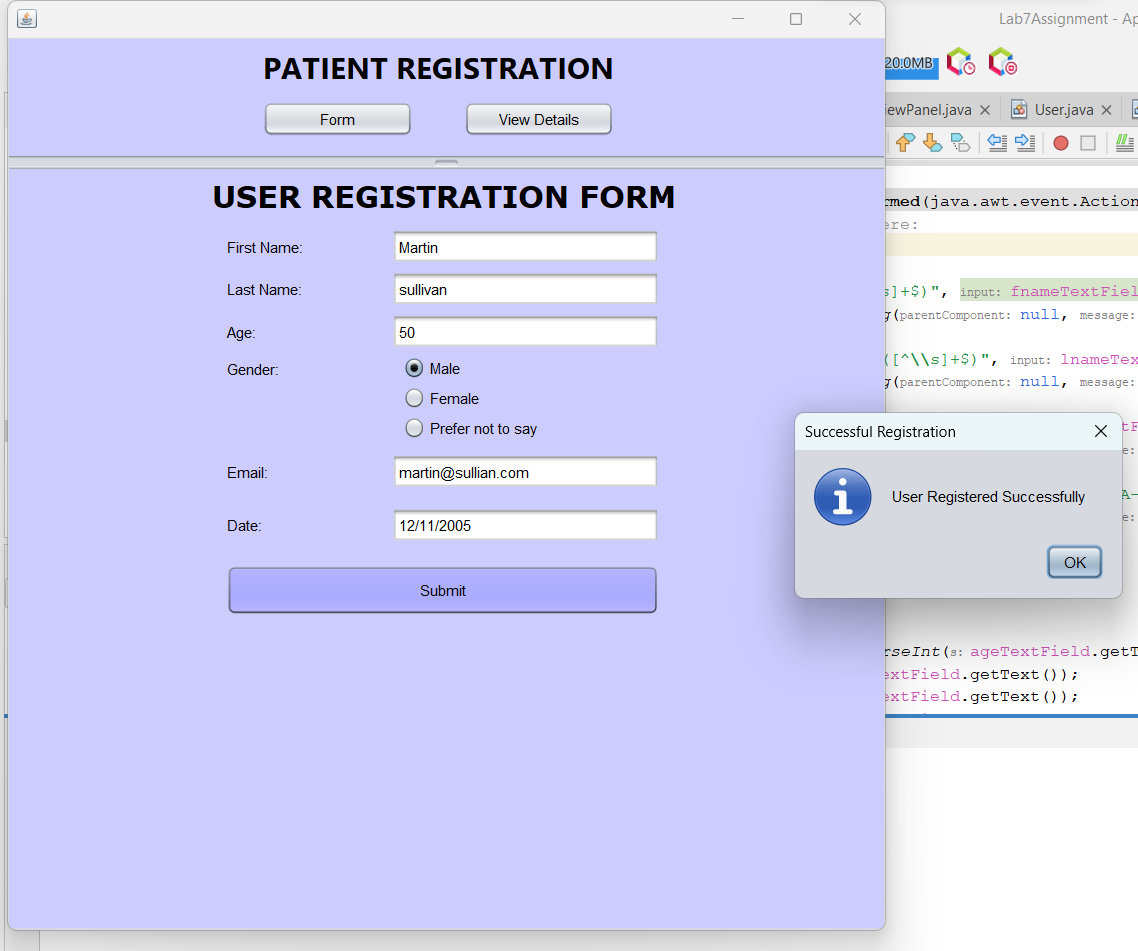 Lab7Assignment - Ap
PATIENT REGISTRATION
20.0MB
Form
View Details
iewPanel.java
User.java
USER REGISTRATION FORM
rmed(java.awt.event.Action
ere:
First Name:
Martin
Last Name:
sullivan
s]+$)", input: fnameTextFiel
g(parentComponent: null, message:
Age:
50
([^\\s]+$)", input: lnameTex
Gender:
Male
g(parentComponent: null, message:
Female
Prefer not to say
Successful Registration
Email:
martin@sullian.com
User Registered Successfully
Date:
12/11/2005
OK
Submit
rseInt(s: ageTextField.getT
extField.getText());
extField.getText());